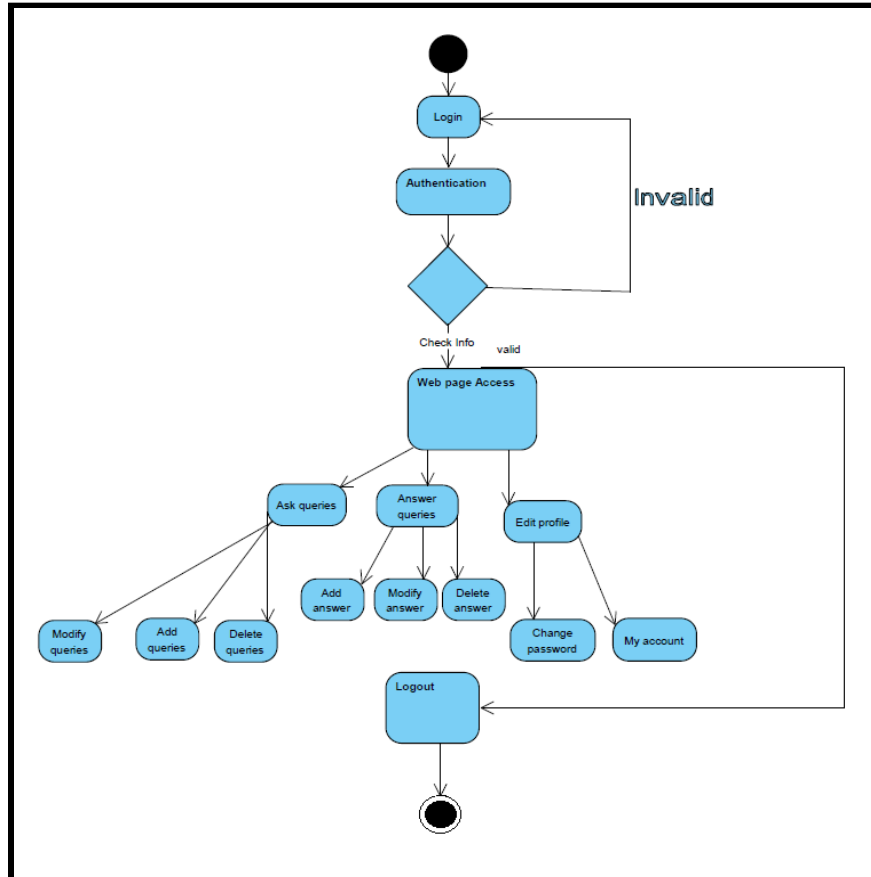 Login
Authentication
Invalid
Check Info
valid
Web page Access
Ask queries
Answer
queries
Edit profile
Add
answer
Modify
answer
Delete
answer
Modify
queries
Add
queries
Delete
queries
Change
password
My account
Logout